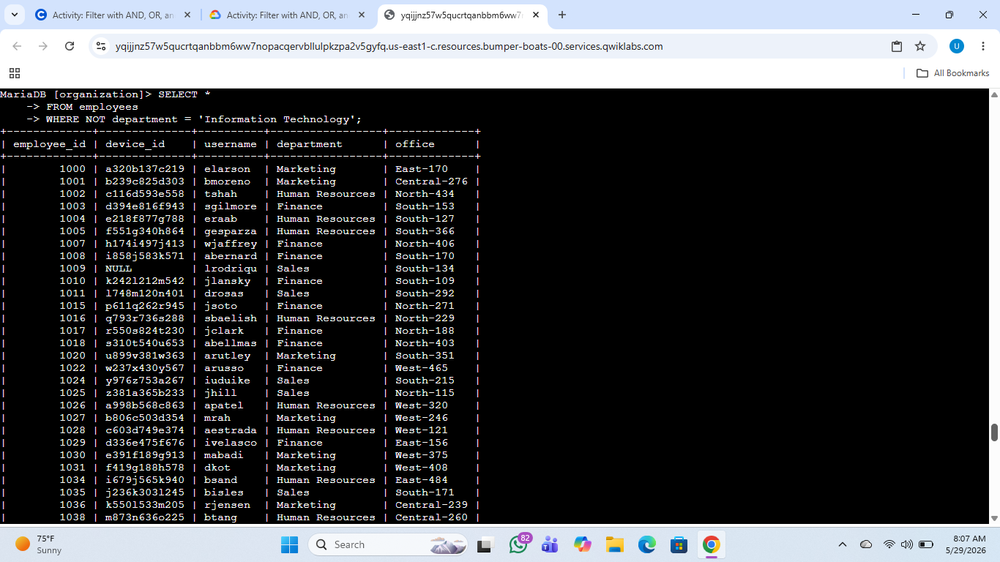 Activity: Filter with AND, OR, an
Activity: Filter with AND, OR, an
yqijjnz57w5qucrtqanbbm6ww7
yqijjnz57w5qucrtqanbbm6ww7nopacqervbllulpkzpa2v5gyfq.us-east1-c.resources.bumper-boats-00.services.qwiklabs.com
U
All Bookmarks
MariaDB [organization]> SELECT *
    -> FROM employees
    -> WHERE NOT department = 'Information Technology';
+-------------+--------------+----------+-----------------+-------------+
| employee_id | device_id    | username | department      | office      |
+-------------+--------------+----------+-----------------+-------------+
|        1000 | a320b137c219 | elarson  | Marketing       | East-170    |
|        1001 | b239c825d303 | bmoreno  | Marketing       | Central-276 |
|        1002 | c116d593e558 | tshah    | Human Resources | North-434   |
|        1003 | d394e816f943 | sgilmore | Finance         | South-153   |
|        1004 | e218f877g788 | eraab    | Human Resources | South-127   |
|        1005 | f551g340h864 | gesparza | Human Resources | South-366   |
|        1007 | h174i497j413 | wjaffrey | Finance         | North-406   |
|        1008 | i858j583k571 | abernard | Finance         | South-170   |
|        1009 | NULL         | lrodriqu | Sales           | South-134   |
|        1010 | k242l212m542 | jlansky  | Finance         | South-109   |
|        1011 | l748m120n401 | drosas   | Sales           | South-292   |
|        1015 | p611q262r945 | jsoto    | Finance         | North-271   |
|        1016 | q793r736s288 | sbaelish | Human Resources | North-229   |
|        1017 | r550s824t230 | jclark   | Finance         | North-188   |
|        1018 | s310t540u653 | abellmas | Finance         | North-403   |
|        1020 | u899v381w363 | arutley  | Marketing       | South-351   |
|        1022 | w237x430y567 | arusso   | Finance         | West-465    |
|        1024 | y976z753a267 | iuduike  | Sales           | South-215   |
|        1025 | z381a365b233 | jhill    | Sales           | North-115   |
|        1026 | a998b568c863 | apatel   | Human Resources | West-320    |
|        1027 | b806c503d354 | mrah     | Marketing       | West-246    |
|        1028 | c603d749e374 | aestrada | Human Resources | West-121    |
|        1029 | d336e475f676 | ivelasco | Finance         | East-156    |
|        1030 | e391f189g913 | mabadi   | Marketing       | West-375    |
|        1031 | f419g188h578 | dkot     | Marketing       | West-408    |
|        1034 | i679j565k940 | bsand    | Human Resources | East-484    |
|        1035 | j236k303l245 | bisles   | Sales           | South-171   |
|        1036 | k550l533m205 | rjensen  | Marketing       | Central-239 |
|        1038 | m873n636o225 | btang    | Human Resources | Central-260 |
75°F
Sunny
Search
82
8:07 AM
5/29/2026